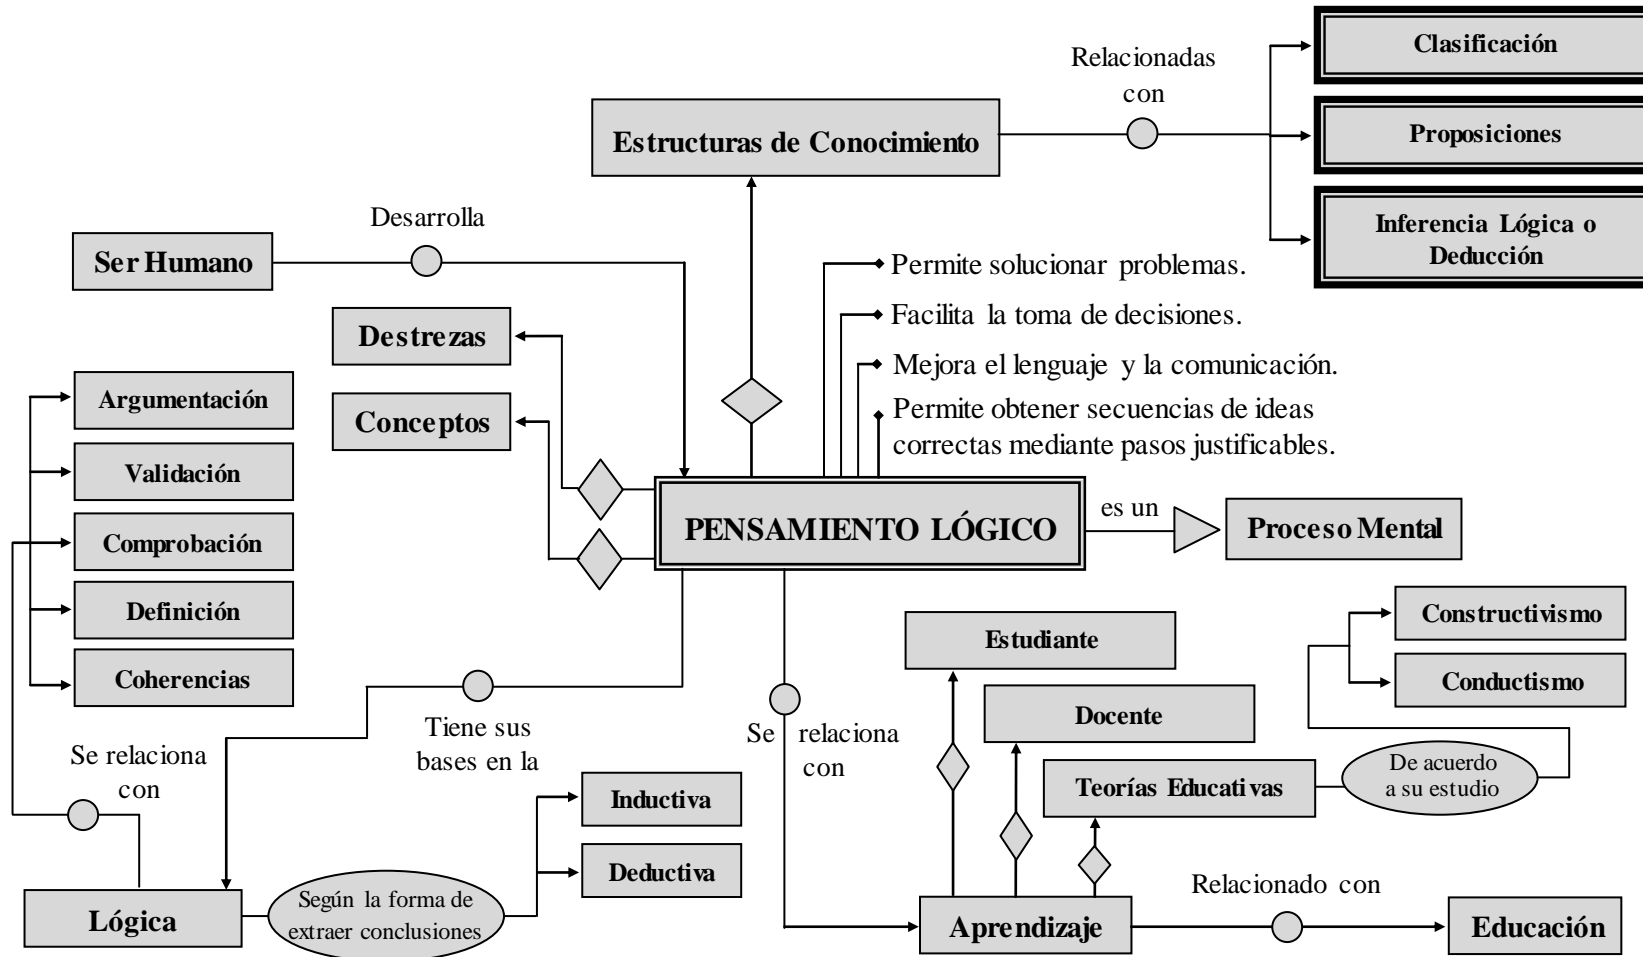 Clasificación
Relacionadas
con
Estructuras de Conocimiento
Proposiciones
Inferencia Lógica o
Deducción
Desarrolla
Ser Humano
Permite solucionar problemas.
Facilita la toma de decisiones.
Mejora el lenguaje y la comunicación.
Permite obtener secuencias de ideas
correctas mediante pasos justificables.
Destrezas
Conceptos
Argumentación
Validación
Comprobación
Definición
Coherencias
PENSAMIENTO LÓGICO
es un
Proceso Mental
Constructivismo
Conductismo
Estudiante
Docente
Teorías Educativas
De acuerdo
a su estudio
Tiene sus
bases en la
Se relaciona
con
Se relaciona
con
Inductiva
Deductiva
Lógica
Según la forma de
extraer conclusiones
Aprendizaje
Relacionado con
Educación